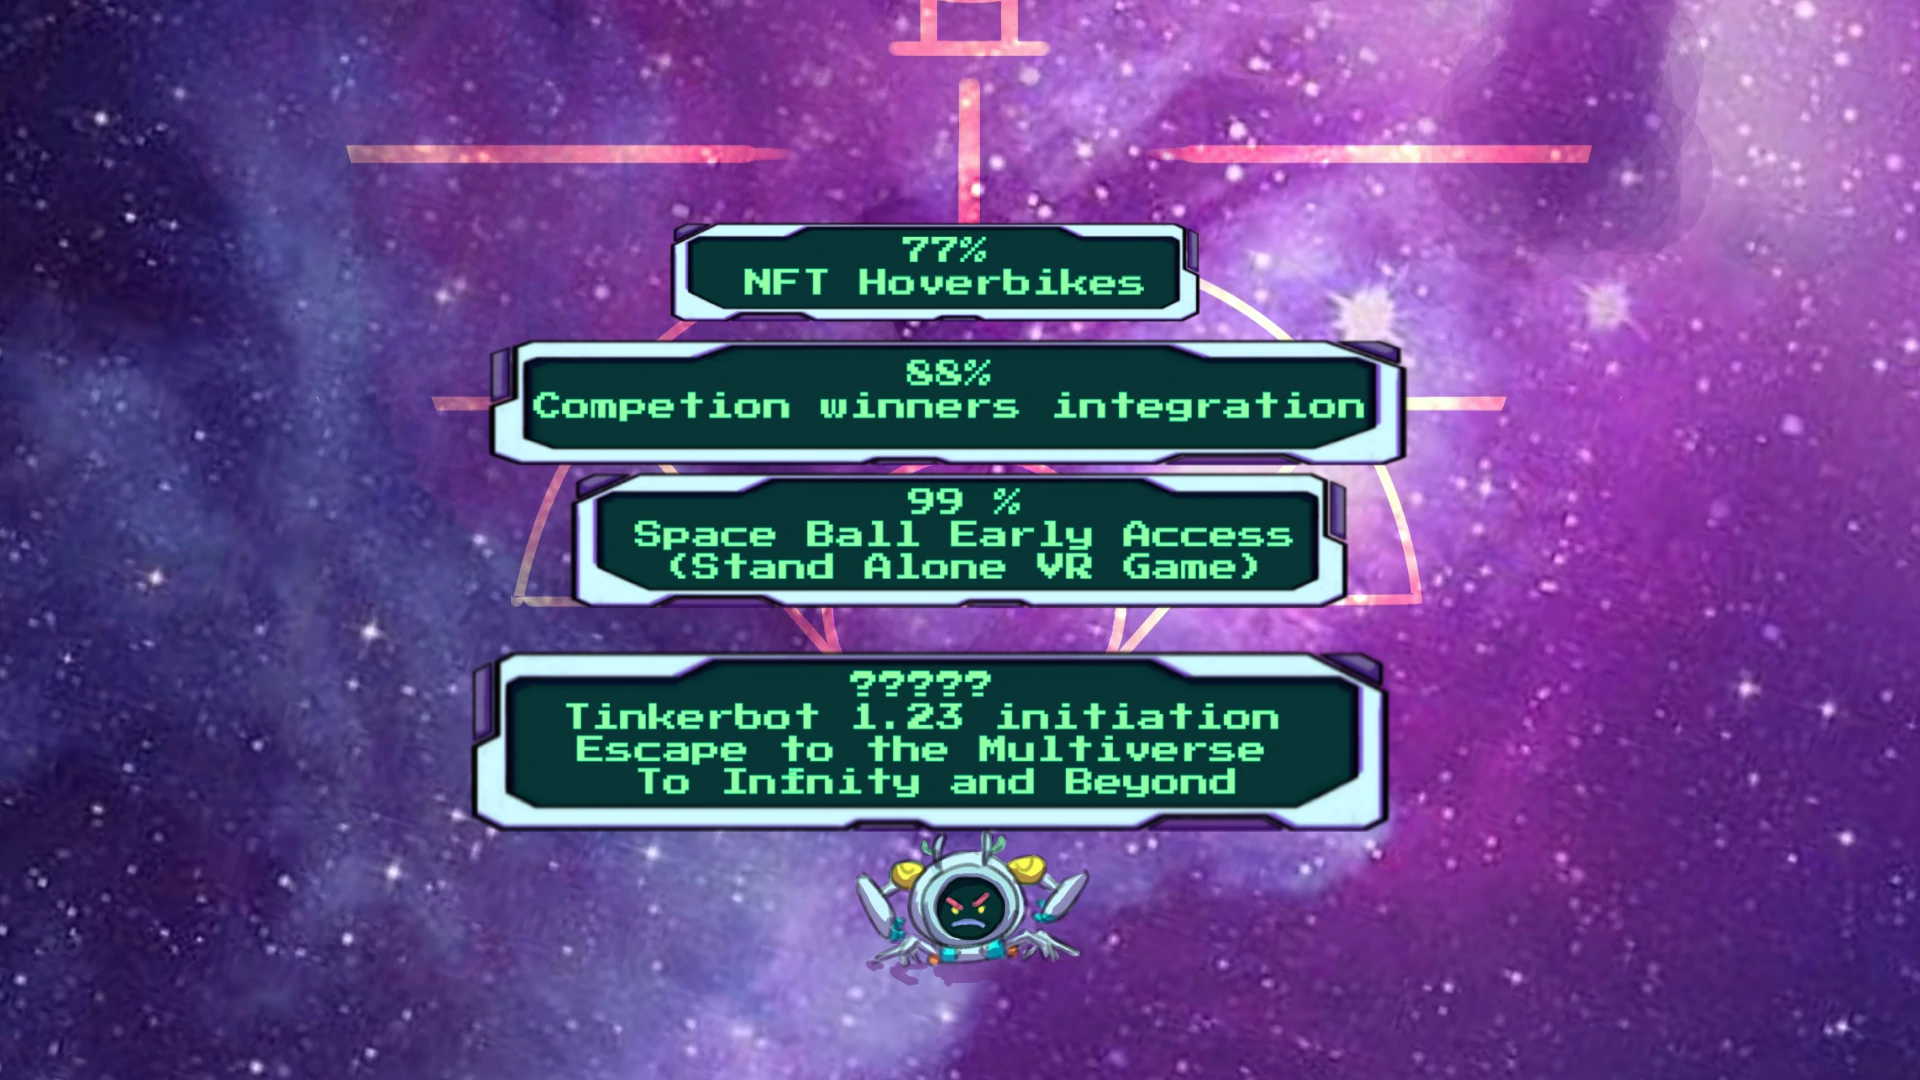 77%
NFT Hoverbikes
88%
Competion winners integration
99 %
Space Ball Early Access
(Stand Alone VR Game)
?????
Tinkerbot 1.23 initiation
Escape to the Multiverse
To Infnity and Beyond